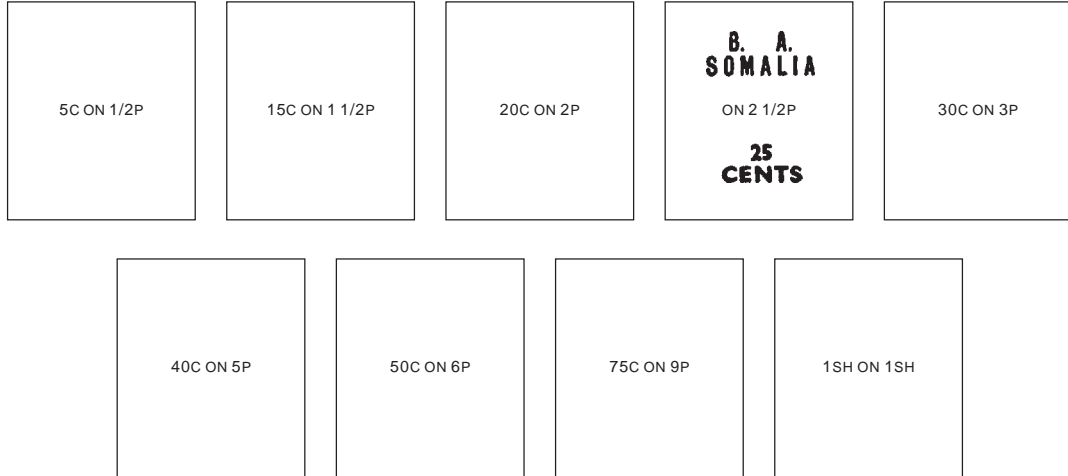 5C ON 1/2P
15C ON 1 1/2P
20C ON 2P
B. A.
SOMALIA
ON 2 1/2P
25
CENTS
30C ON 3P
40C ON 5P
50C ON 6P
75C ON 9P
1SH ON 1SH